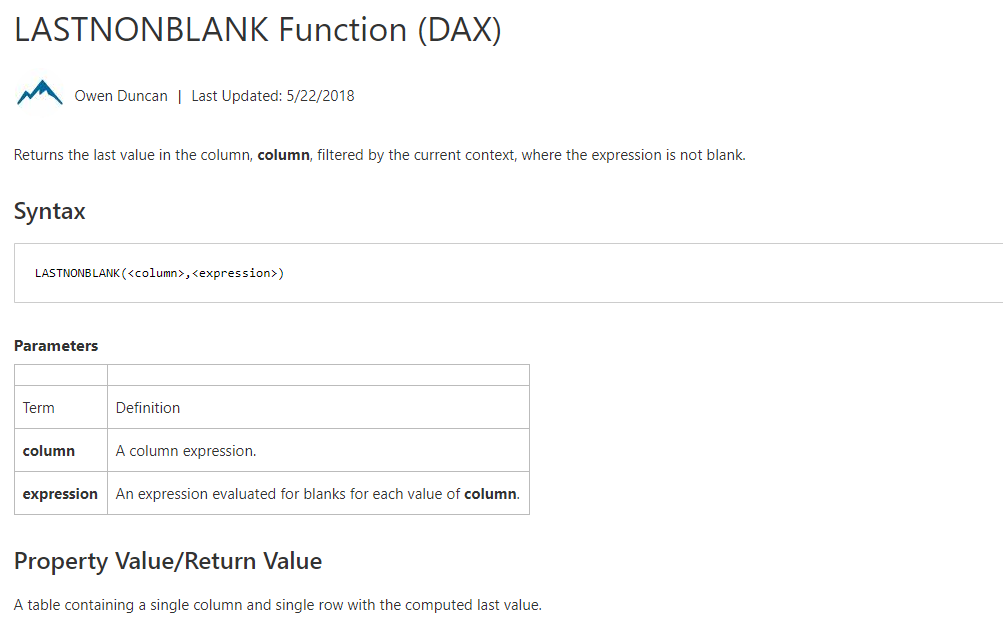 LASTNONBLANK Function (DAX)
Owen Duncan | Last Updated: 5/22/2018
Returns the last value in the column, column, filtered by the current context, where the expression is not blank.
Syntax
LASTNONBLANK(<column>,<expression>)
Parameters
Term Definition
column A column expression.
expression An expression evaluated for blanks for each value of column.
Property Value/Return Value
A table containing a single column and single row with the computed last value.